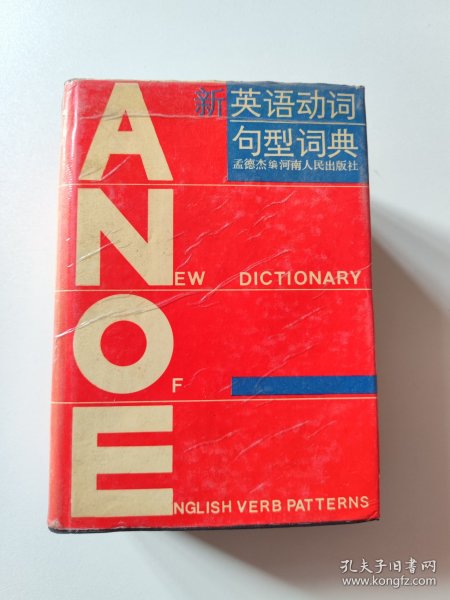 新英语动词
句型词典
孟德杰编河南人民出版社
A
NEW DICTIONARY
OF
ENGLISH VERB PATTERNS
孔夫子旧书网
www.kongfz.com